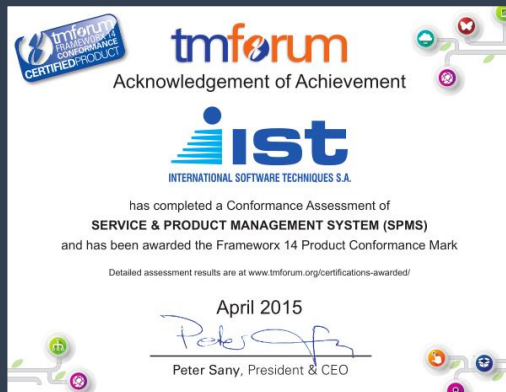 tmforum
FRAMEWORX 14
CONFORMANCE
CERTIFIED PRODUCT
tmforum
Acknowledgement of Achievement
ist
INTERNATIONAL SOFTWARE TECHNIQUES S.A.
has completed a Conformance Assessment of
SERVICE & PRODUCT MANAGEMENT SYSTEM (SPMS)
and has been awarded the Frameworx 14 Product Conformance Mark
Detailed assessment results are at www.tmforum.org/certifications-awarded/
April 2015
Peter Sany, President & CEO